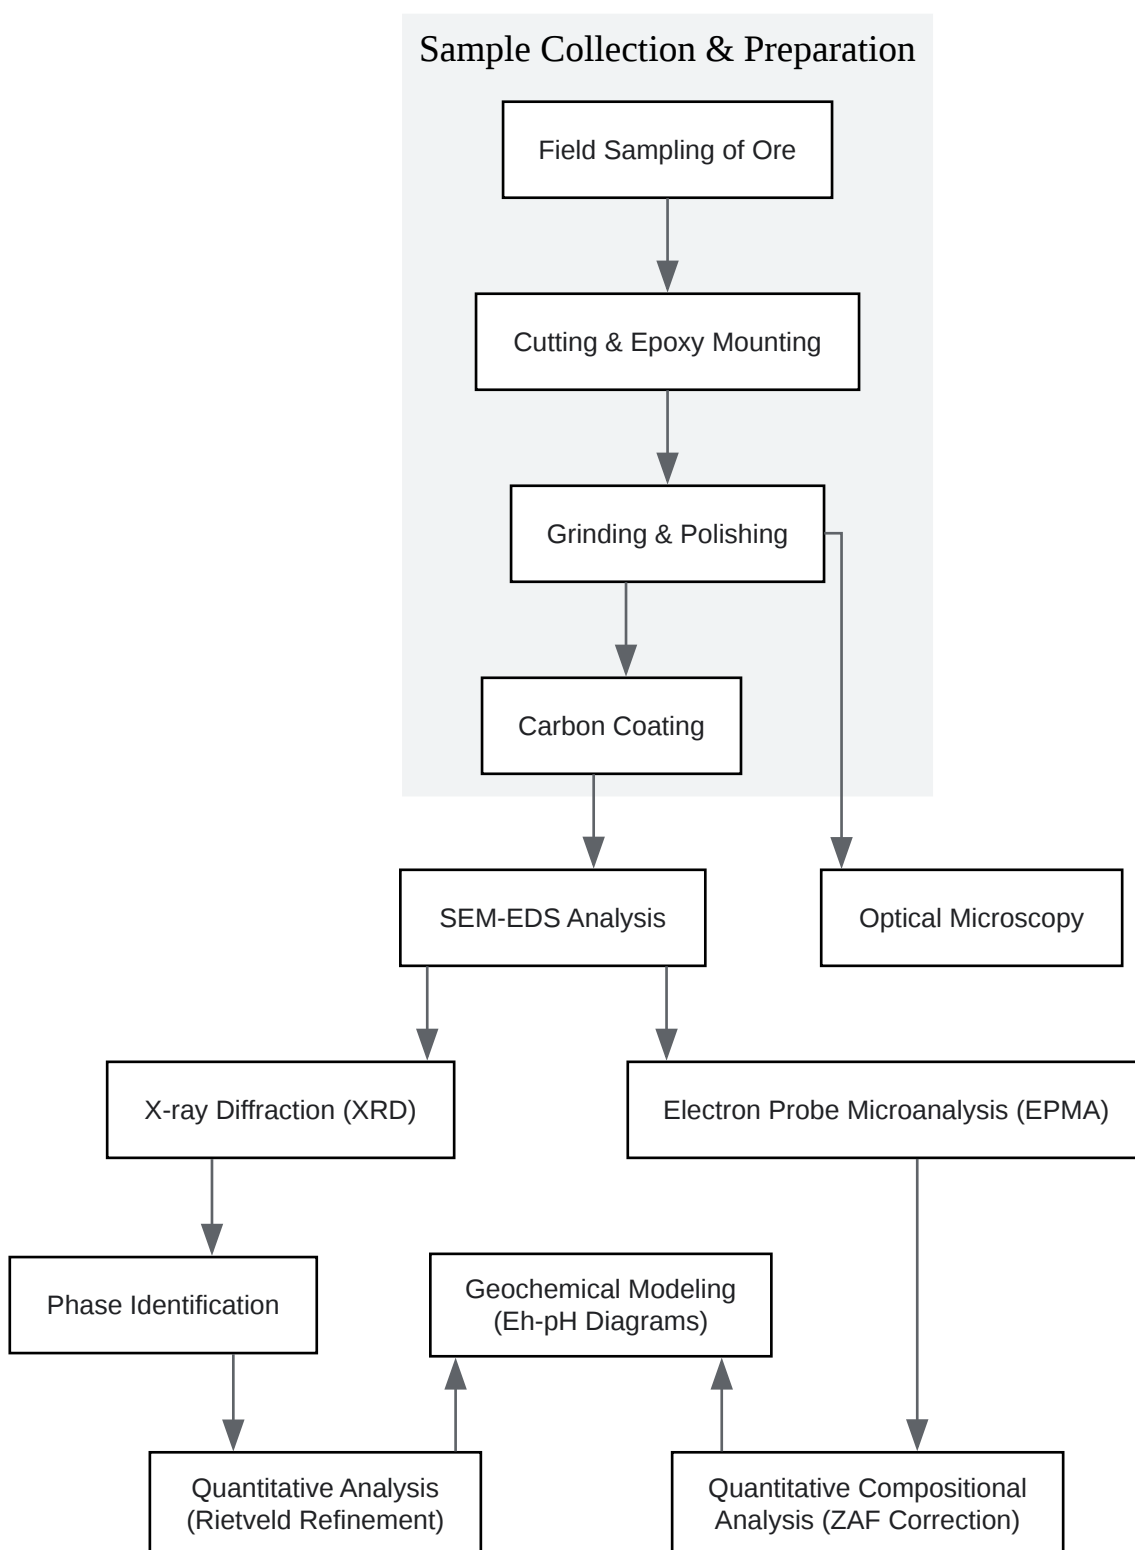 Sample Collection & Preparation
Field Sampling of Ore
Cutting & Epoxy Mounting
Grinding & Polishing
Carbon Coating
SEM-EDS Analysis
Optical Microscopy
X-ray Diffraction (XRD)
Electron Probe Microanalysis (EPMA)
Phase Identification
Geochemical Modeling
(Eh-pH Diagrams)
Quantitative Analysis
(Rietveld Refinement)
Quantitative Compositional
Analysis (ZAF Correction)